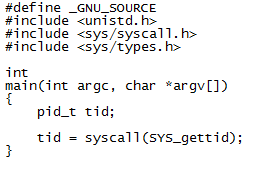 #define _GNU_SOURCE
#include <unistd.h>
#include <sys/syscall.h>
#include <sys/types.h>
int
main(int argc, char *argv[])
{
    pid_t tid;
    tid = syscall(SYS_gettid);
}